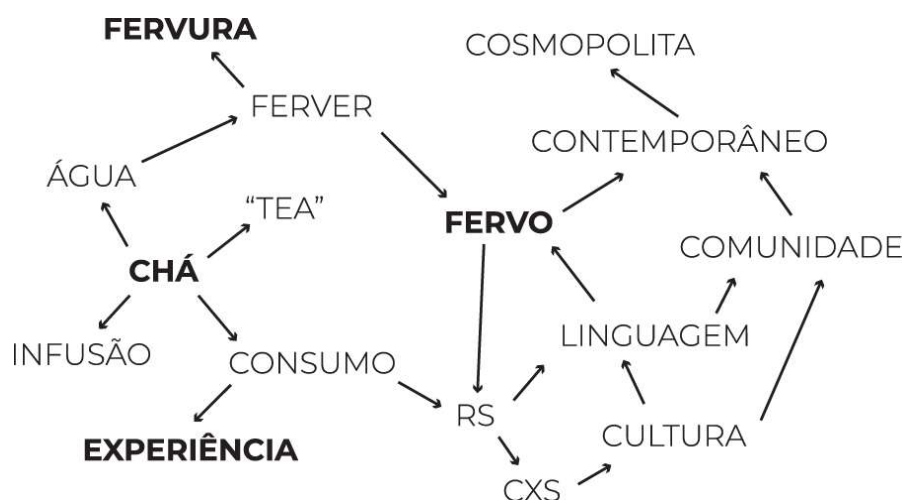 FERVURA
COSMOPOLITA
FERVER
CONTEMPORÂNEO
ÁGUA
“TEA”
FERVO
COMUNIDADE
CHÁ
LINGUAGEM
INFUSÃO
CONSUMO
RS
CULTURA
EXPERIÊNCIA
CXS